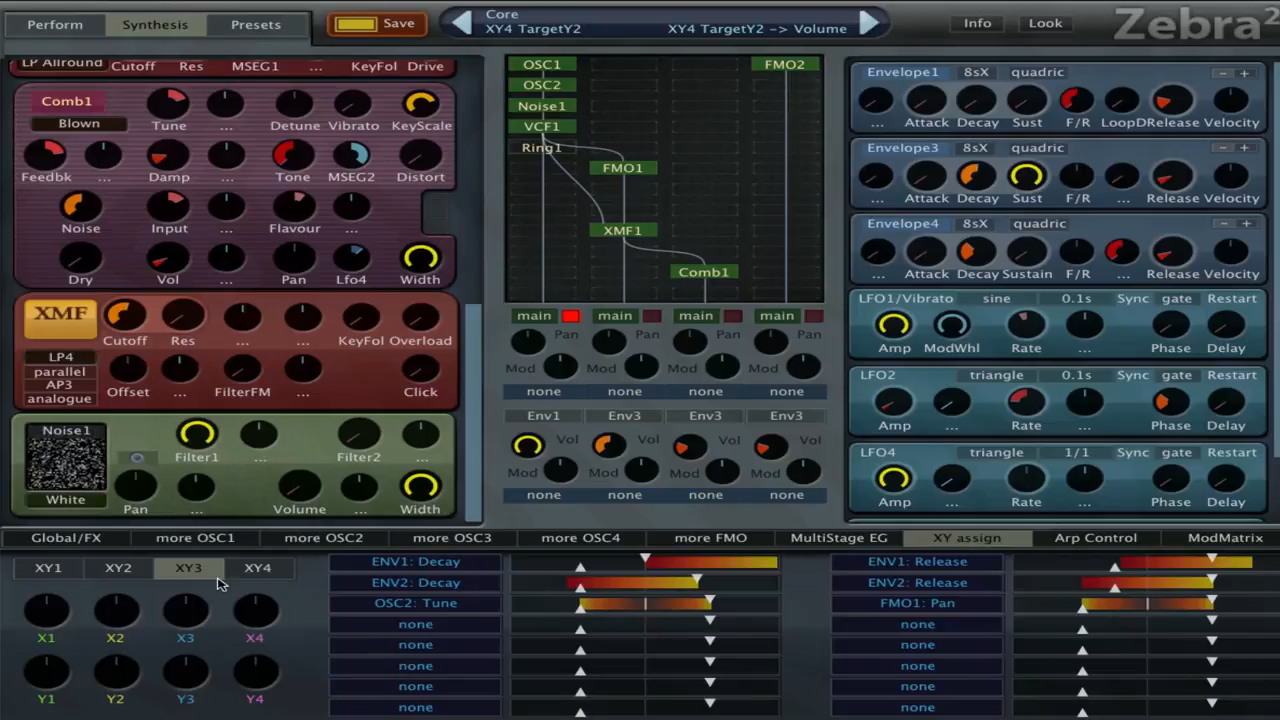 Perform Synthesis Presets Save
Core
XY4 TargetY2 XY4 TargetY2 -> Volume
Info Look Zebra2
LP Allround Cutoff Res MSEG1 ... KeyFol Drive
Comb1
Blown
Tune ... Detune Vibrato KeyScale
Feedbk ... Damp ... Tone MSEG2 Distort
Noise Input ... Flavour ...
Dry Vol ... Pan Lfo4 Width
XMF
Cutoff Res ... ... KeyFol Overload
LP4
parallel
AP3
analogue
Offset ... FilterFM ... Click
Noise1
White
Filter1 ... Filter2 ...
Pan ... Volume ... Width
OSC1 FMO2
OSC2
Noise1
VCF1
Ring1
FMO1
XMF1
Comb1
main main main main
Pan Pan Pan Pan
Mod Mod Mod Mod
none none none none
Env1 Env3 Env3 Env3
Vol Vol Vol Vol
Mod Mod Mod Mod
none none none none
Envelope1 8sX quadric - +
... Attack Decay Sust F/R LoopD Release Velocity
Envelope3 8sX quadric - +
... Attack Decay Sust F/R ... Release Velocity
Envelope4 8sX quadric - +
... Attack Decay Sustain F/R ... Release Velocity
LFO1/Vibrato sine 0.1s Sync gate Restart
Amp ModWhl Rate ... Phase Delay
LFO2 triangle 0.1s Sync gate Restart
Amp ... Rate ... Phase Delay
LFO4 triangle 1/1 Sync gate Restart
Amp ... Rate ... Phase Delay
Global/FX more OSC1 more OSC2 more OSC3 more OSC4 more FMO MultiStage EG XY assign Arp Control ModMatrix
XY1 XY2 XY3 XY4
X1 X2 X3 X4
Y1 Y2 Y3 Y4
ENV1: Decay
ENV2: Decay
OSC2: Tune
none
none
none
none
none
ENV1: Release
ENV2: Release
FMO1: Pan
none
none
none
none
none